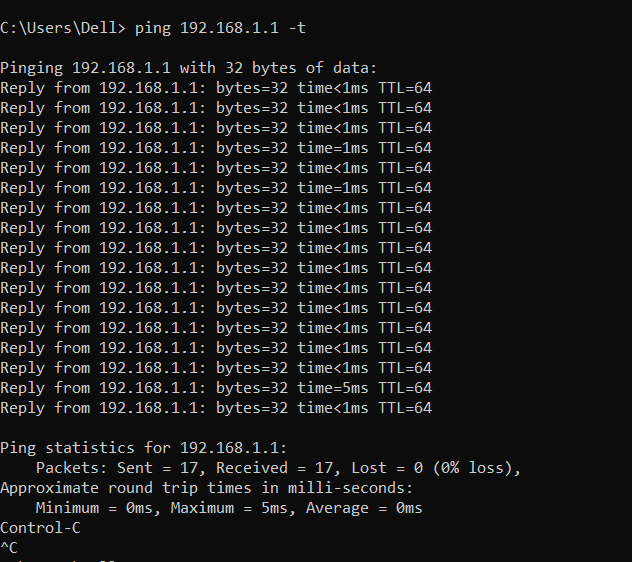 C:\Users\Dell> ping 192.168.1.1 -t
Pinging 192.168.1.1 with 32 bytes of data:
Reply from 192.168.1.1: bytes=32 time<1ms TTL=64
Reply from 192.168.1.1: bytes=32 time<1ms TTL=64
Reply from 192.168.1.1: bytes=32 time<1ms TTL=64
Reply from 192.168.1.1: bytes=32 time=1ms TTL=64
Reply from 192.168.1.1: bytes=32 time<1ms TTL=64
Reply from 192.168.1.1: bytes=32 time=1ms TTL=64
Reply from 192.168.1.1: bytes=32 time<1ms TTL=64
Reply from 192.168.1.1: bytes=32 time<1ms TTL=64
Reply from 192.168.1.1: bytes=32 time<1ms TTL=64
Reply from 192.168.1.1: bytes=32 time<1ms TTL=64
Reply from 192.168.1.1: bytes=32 time<1ms TTL=64
Reply from 192.168.1.1: bytes=32 time<1ms TTL=64
Reply from 192.168.1.1: bytes=32 time<1ms TTL=64
Reply from 192.168.1.1: bytes=32 time<1ms TTL=64
Reply from 192.168.1.1: bytes=32 time<1ms TTL=64
Reply from 192.168.1.1: bytes=32 time=5ms TTL=64
Reply from 192.168.1.1: bytes=32 time<1ms TTL=64
Ping statistics for 192.168.1.1:
    Packets: Sent = 17, Received = 17, Lost = 0 (0% loss),
Approximate round trip times in milli-seconds:
    Minimum = 0ms, Maximum = 5ms, Average = 0ms
Control-C
^C